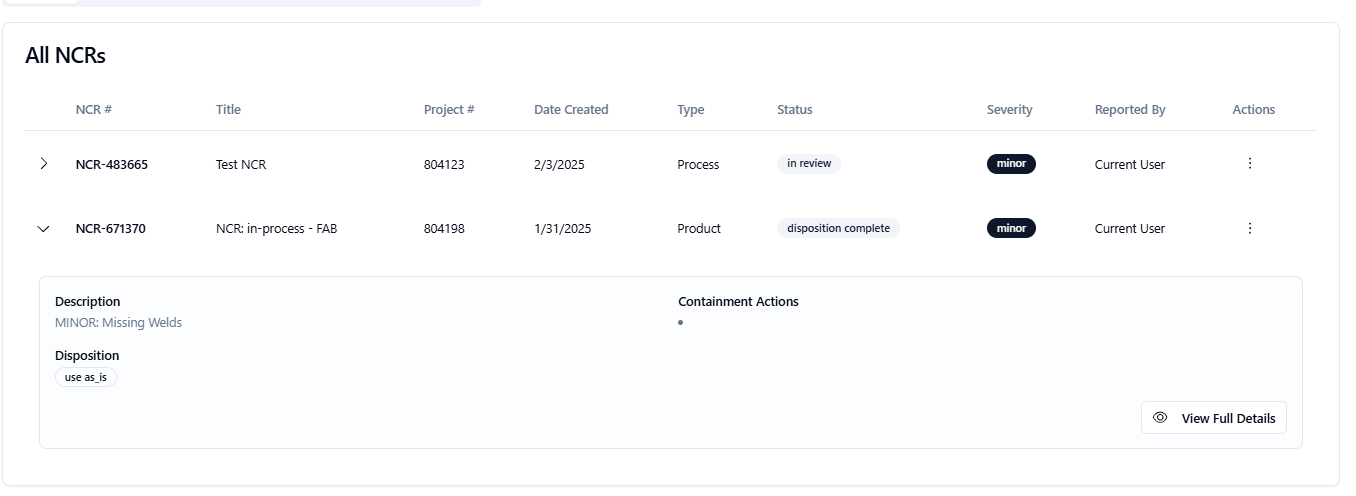 All NCRs
NCR # Title Project # Date Created Type Status Severity Reported By Actions
NCR-483665 Test NCR 804123 2/3/2025 Process in review minor Current User
NCR-671370 NCR: in-process - FAB 804198 1/31/2025 Product disposition complete minor Current User
Description Containment Actions
MINOR: Missing Welds •
Disposition
use as_is
View Full Details